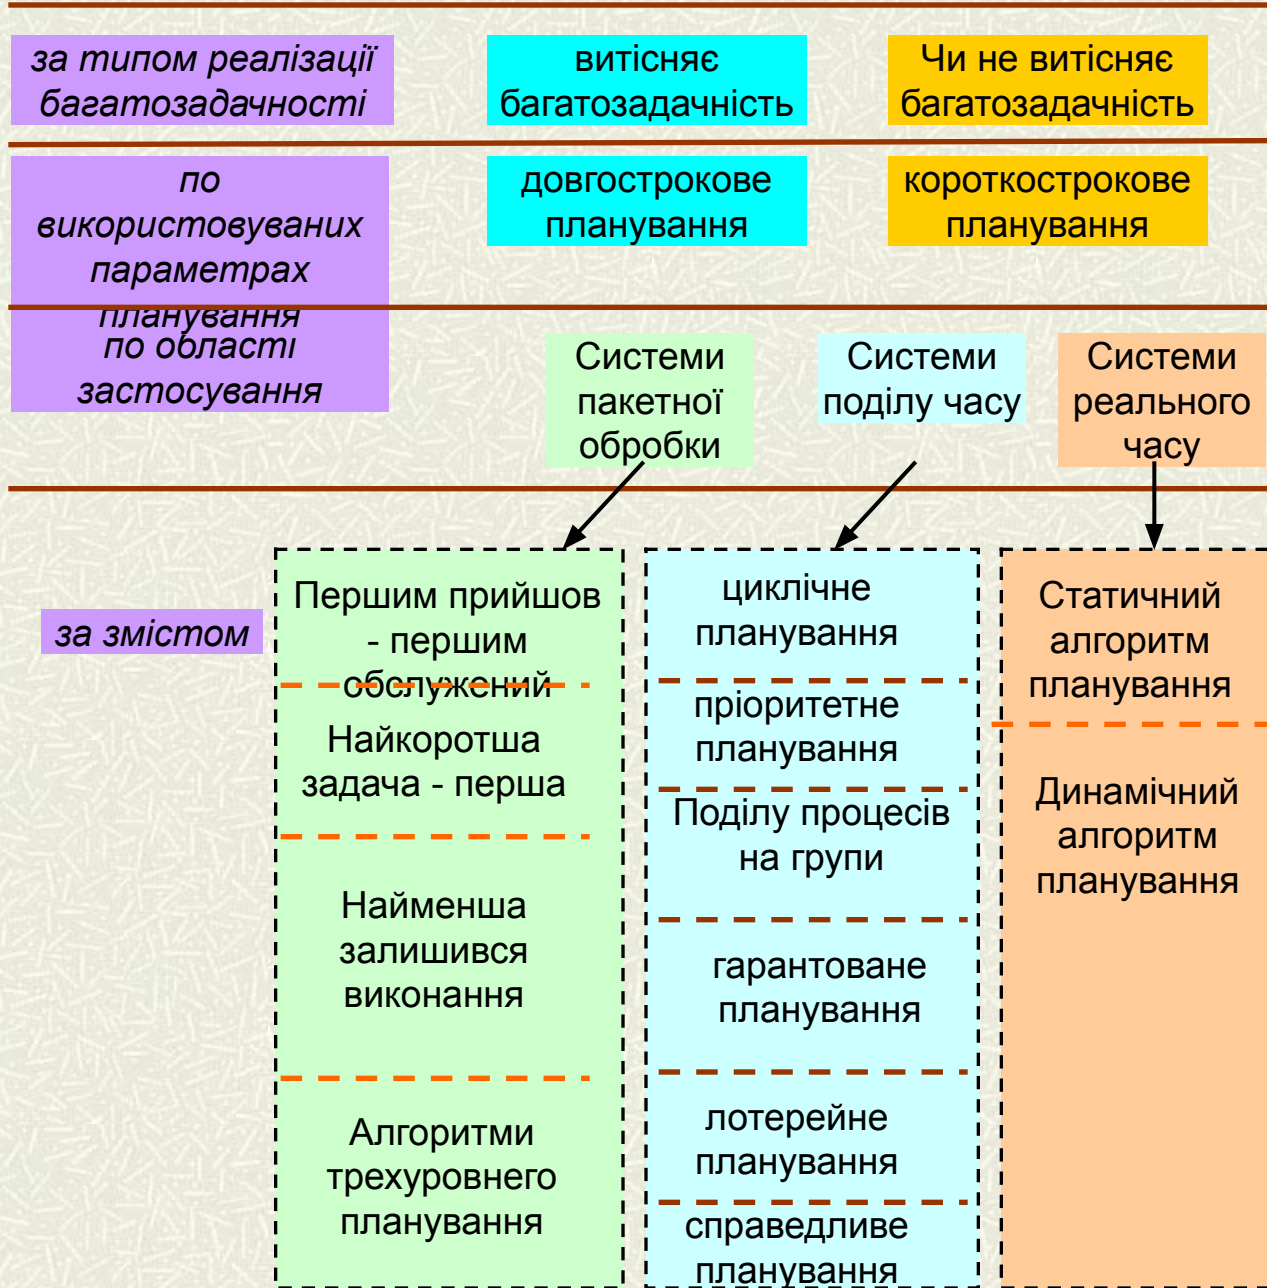 за типом реалізації
багатозадачності
витісняє
багатозадачність
Чи не витісняє
багатозадачність
по
використовуваних
параметрах
планування
довгострокове
планування
короткострокове
планування
по області
застосування
Системи
пакетної
обробки
Системи
поділу часу
Системи
реального
часу
за змістом
Першим прийшов
- першим
обслужений
Найкоротша
задача - перша
Найменша
залишився
виконання
Алгоритми
трехуровнего
планування
циклічне
планування
пріоритетне
планування
Поділу процесів
на групи
гарантоване
планування
лотерейне
планування
справедливе
планування
Статичний
алгоритм
планування
Динамічний
алгоритм
планування